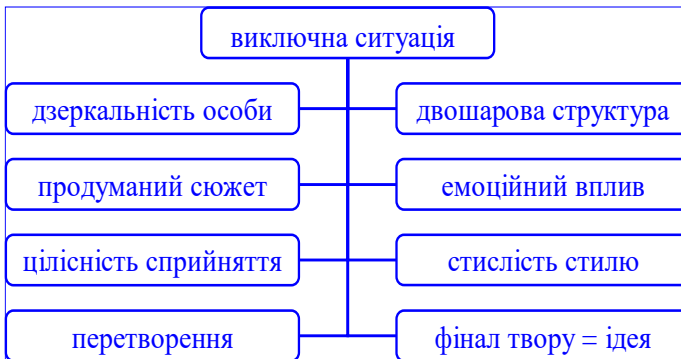 виключна ситуація
дзеркальність особи
двошарова структура
продуманий сюжет
емоційний вплив
цілісність сприйняття
стислість стилю
перетворення
фінал твору = ідея